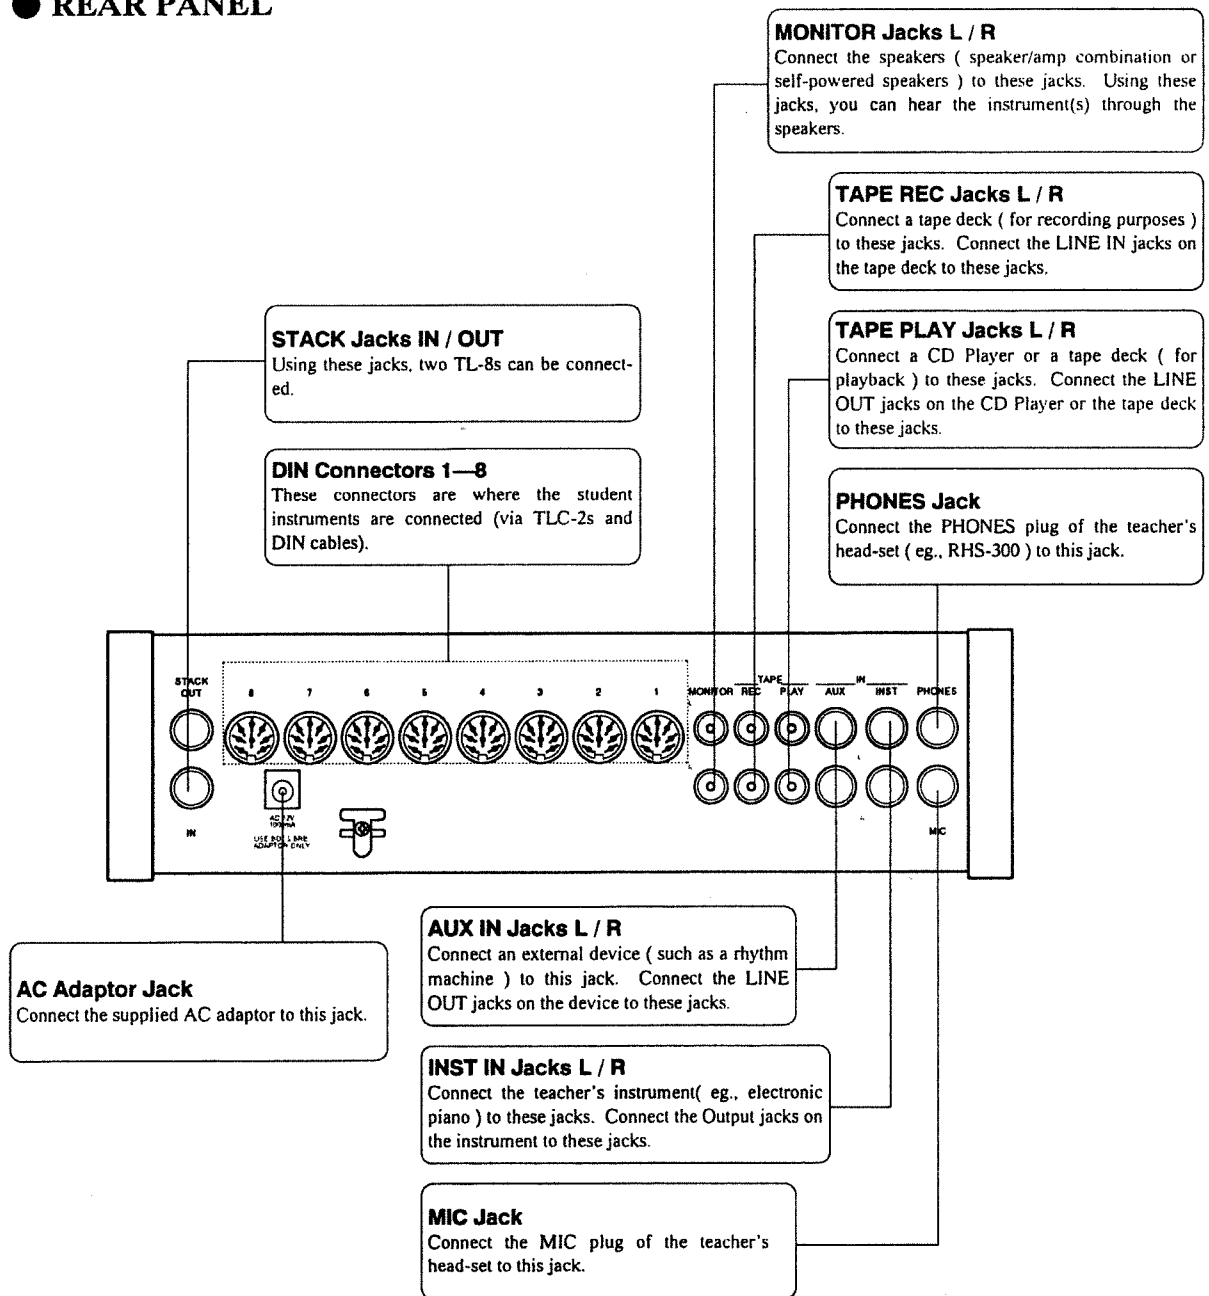 ● REAR PANEL
MONITOR Jacks L / R
Connect the speakers ( speaker/amp combination or
self-powered speakers ) to these jacks. Using these
jacks, you can hear the instrument(s) through the
speakers.
TAPE REC Jacks L / R
Connect a tape deck ( for recording purposes )
to these jacks. Connect the LINE IN jacks on
the tape deck to these jacks.
STACK Jacks IN / OUT
Using these jacks, two TL-8s can be connect-
ed.
TAPE PLAY Jacks L / R
Connect a CD Player or a tape deck ( for
playback ) to these jacks. Connect the LINE
OUT jacks on the CD Player or the tape deck
to these jacks.
DIN Connectors 1—8
These connectors are where the student
instruments are connected (via TLC-2s and
DIN cables).
PHONES Jack
Connect the PHONES plug of the teacher's
head-set ( eg., RHS-300 ) to this jack.
STACK
OUT
8 7 6 5 4 3 2 1
MONITOR
TAPE
REC PLAY
IN
AUX INST
PHONES
IN
AC 12V
ADAPTOR ONLY
MIC
AUX IN Jacks L / R
Connect an external device ( such as a rhythm
machine ) to this jack. Connect the LINE
OUT jacks on the device to these jacks.
AC Adaptor Jack
Connect the supplied AC adaptor to this jack.
INST IN Jacks L / R
Connect the teacher's instrument( eg., electronic
piano ) to these jacks. Connect the Output jacks on
the instrument to these jacks.
MIC Jack
Connect the MIC plug of the teacher's
head-set to this jack.